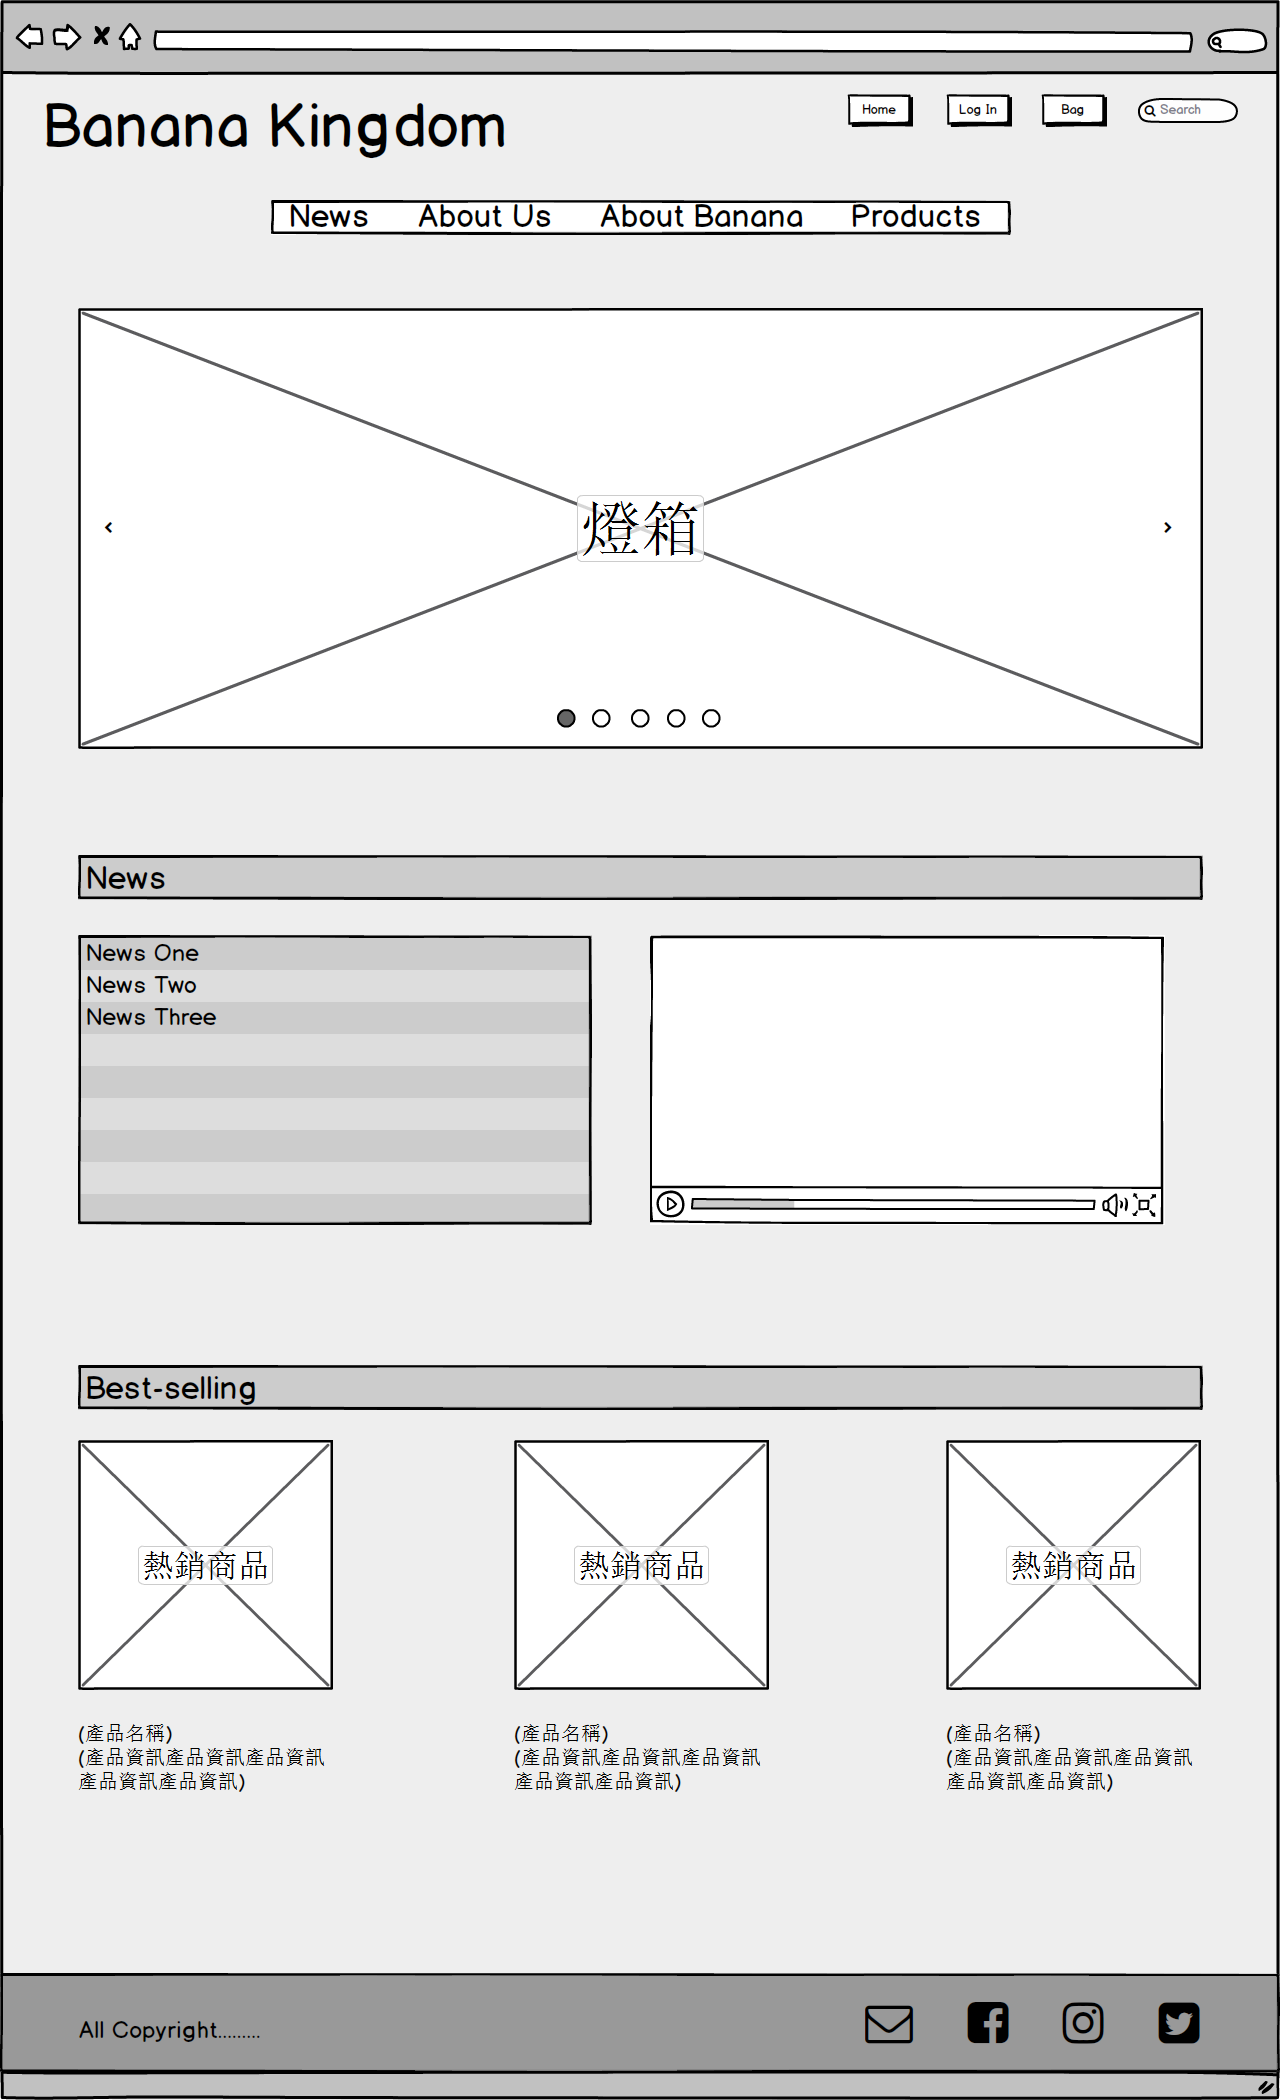 Banana Kingdom
Home
Log In
Bag
Search
News About Us About Banana Products
燈箱
News
News One
News Two
News Three
Best-selling
熱銷商品 熱銷商品 熱銷商品
(產品名稱)
(產品資訊產品資訊產品資訊
產品資訊產品資訊)
(產品名稱)
(產品資訊產品資訊產品資訊
產品資訊產品資訊)
(產品名稱)
(產品資訊產品資訊產品資訊
產品資訊產品資訊)
All Copyright.........